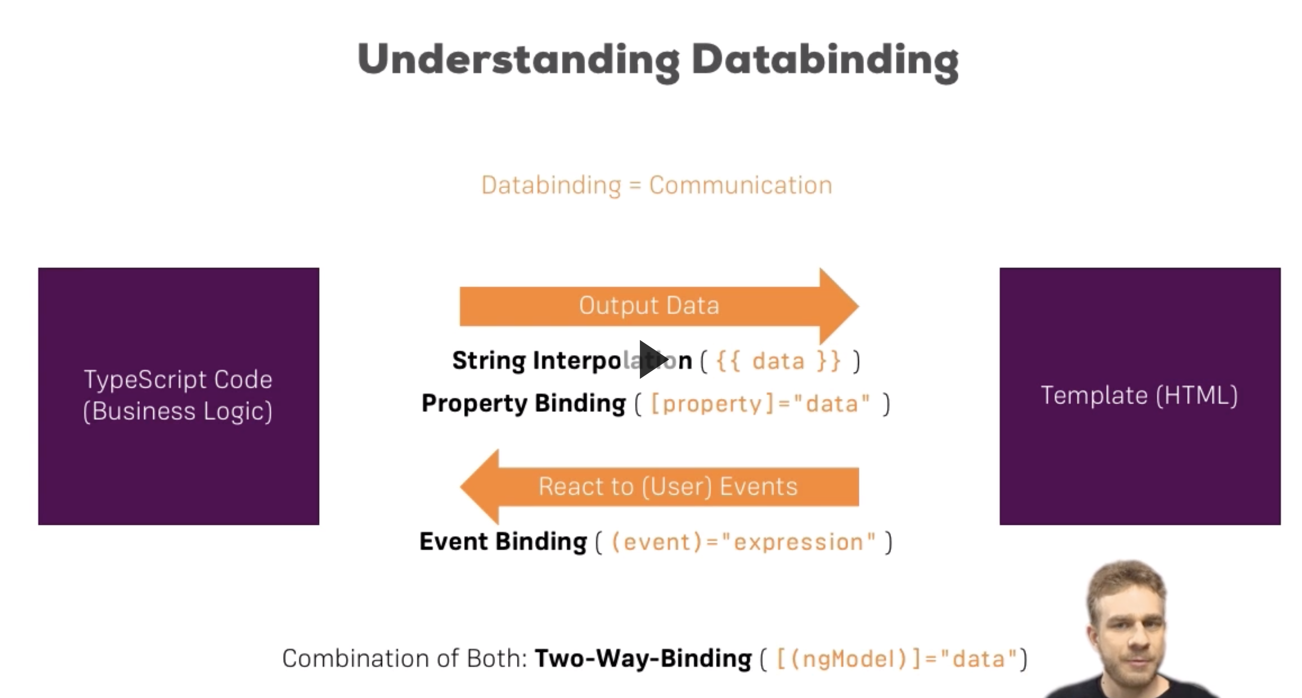 Understanding Databinding
Databinding = Communication
Output Data
String Interpolation ( {{ data }} )
Property Binding ( [property]="data" )
TypeScript Code
(Business Logic)
Template (HTML)
React to (User) Events
Event Binding ( (event)="expression" )
Combination of Both: Two-Way-Binding ( [(ngModel)]="data")